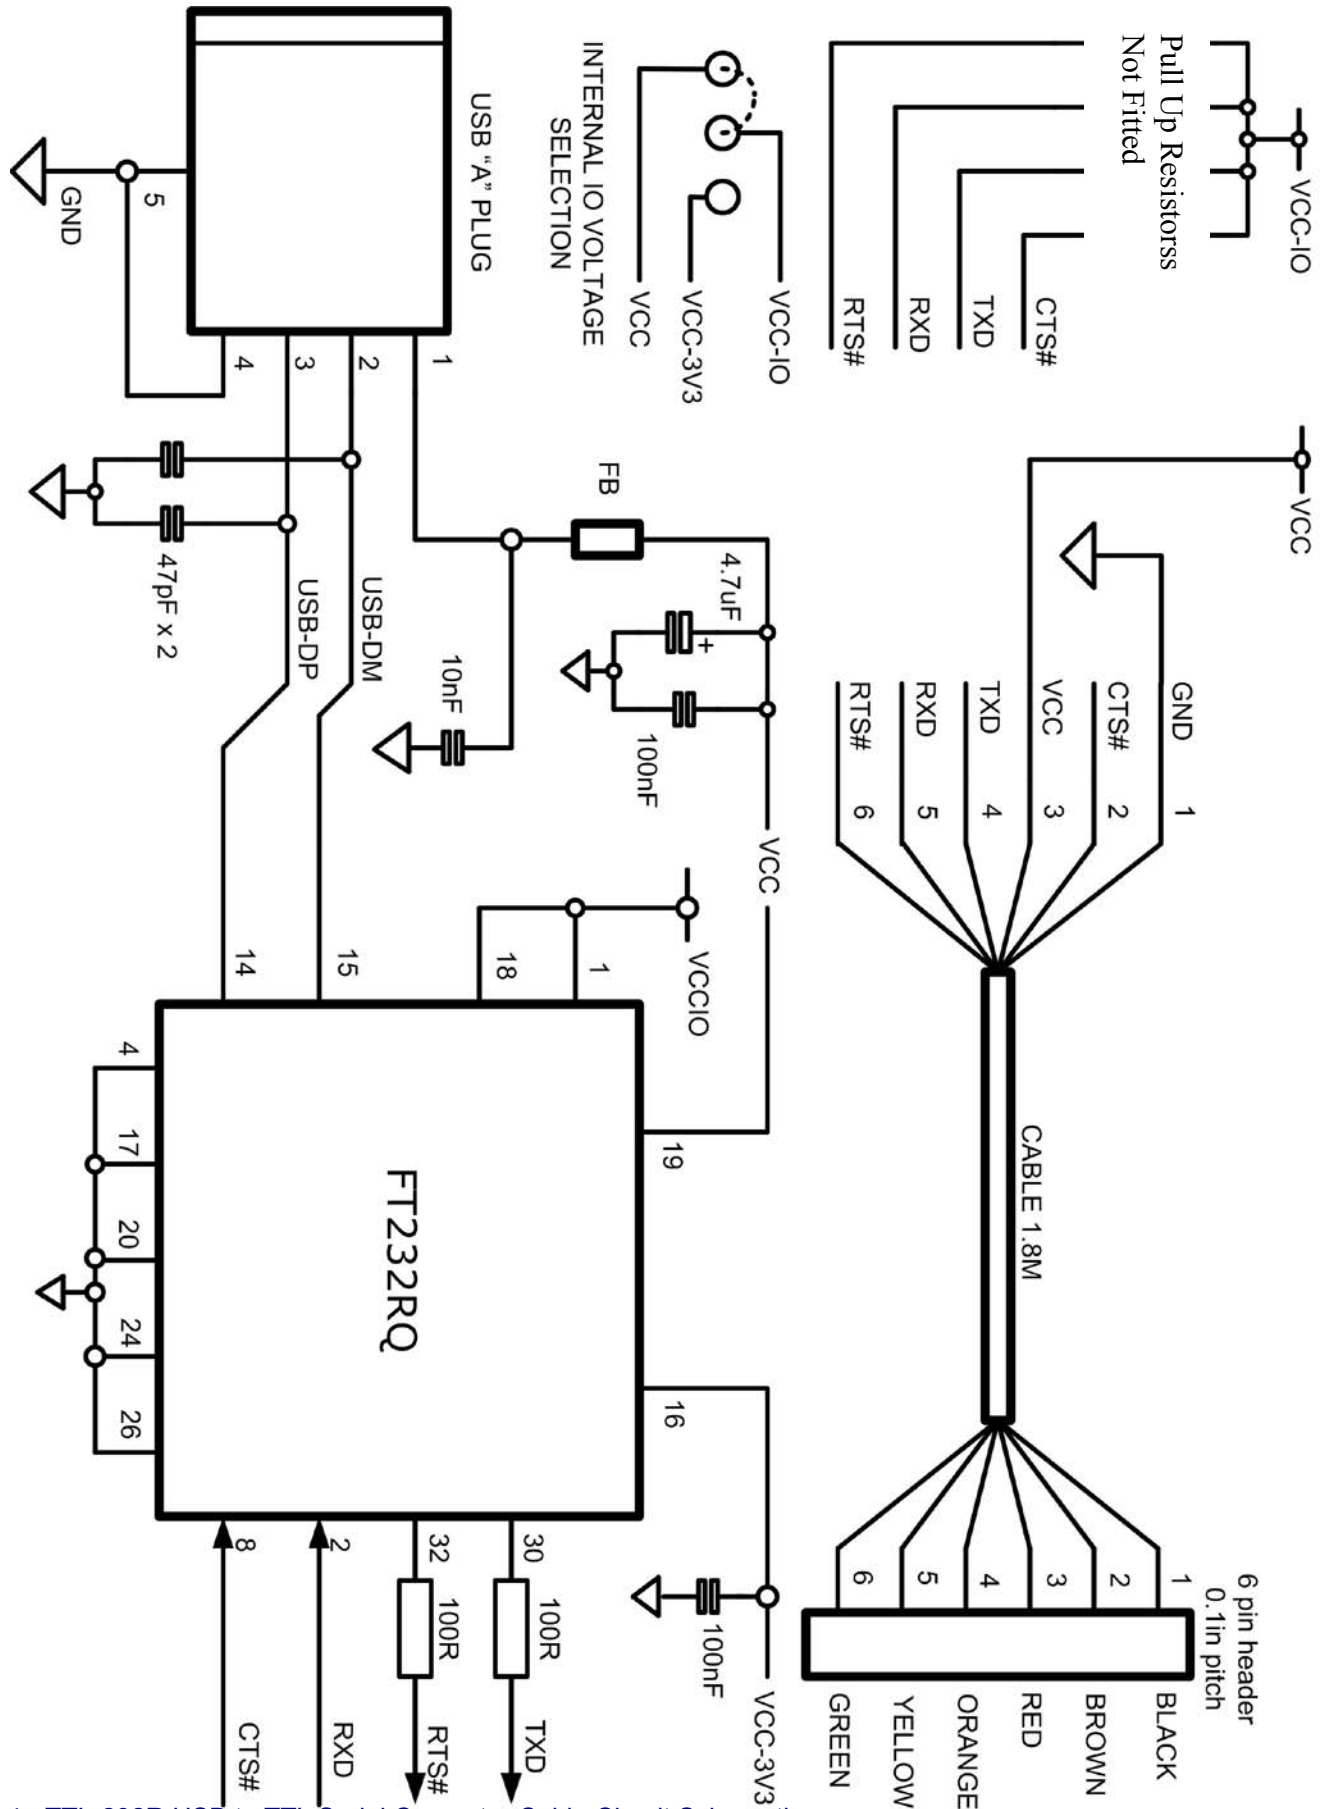 VCC-IO
Pull Up Resistorss
Not Fitted
CTS#
TXD
RXD
RTS#
VCC-IO
VCC-3V3
VCC
INTERNAL IO VOLTAGE
SELECTION
USB “A” PLUG
1
2
3
4
5
GND
VCC
GND
CTS#
VCC
TXD
RXD
RTS#
1
2
3
4
5
6
CABLE 1.8M
6 pin header
0.1in pitch
1
2
3
4
5
6
BLACK
BROWN
RED
ORANGE
YELLOW
GREEN
FB
4.7uF
+
100nF
10nF
VCC
USB-DM
USB-DP
47pF x 2
VCCIO
1
18
15
14
19
16
FT232RQ
4
17
20
24
26
30
32
2
8
100R
100R
100nF
VCC-3V3
TXD
RTS#
RXD
CTS#